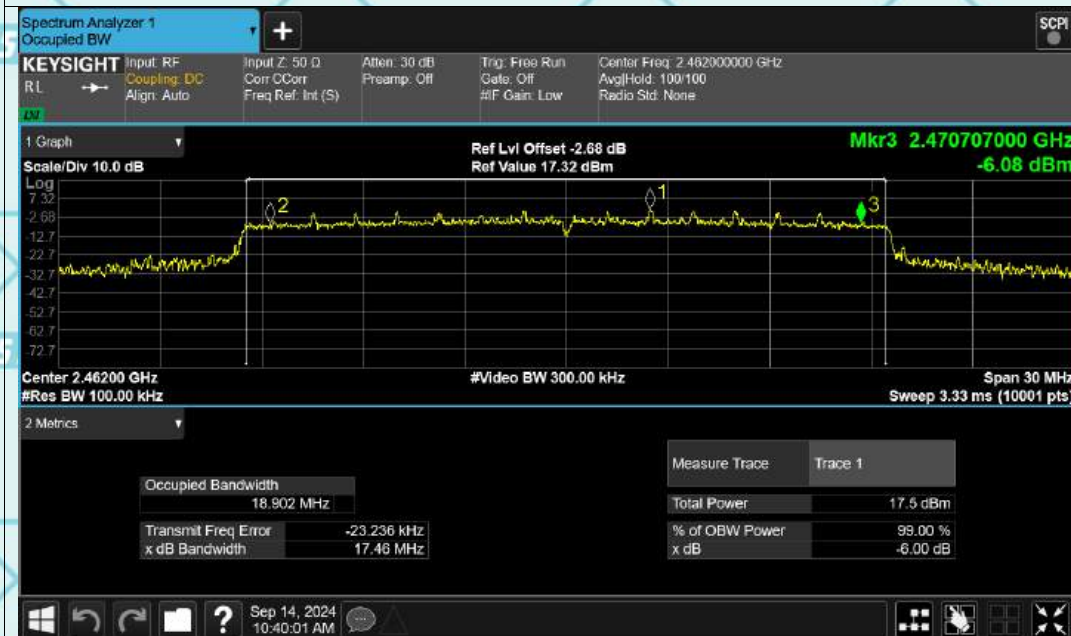 Spectrum Analyzer 1
Occupied BW
+
SCPI
KEYSIGHT
RL
Input: RF
Coupling: DC
Align: Auto
Input Z: 50 Ω
Corr CCorr
Freq Ref: Int (S)
Atten: 30 dB
Preamp: Off
Trig: Free Run
Gate: Off
#IF Gain: Low
Center Freq: 2.462000000 GHz
Avg|Hold: 100/100
Radio Std: None
1 Graph
Scale/Div 10.0 dB
Ref Lvl Offset -2.68 dB
Ref Value 17.32 dBm
Mkr3 2.470707000 GHz
-6.08 dBm
Log
7.32
-2.68
-12.7
-22.7
-32.7
-42.7
-52.7
-62.7
-72.7
2
1
3
Center 2.46200 GHz
#Video BW 300.00 kHz
Span 30 MHz
#Res BW 100.00 kHz
Sweep 3.33 ms (10001 pts)
2 Metrics
Measure Trace Trace 1
Occupied Bandwidth
18.902 MHz
Total Power 17.5 dBm
Transmit Freq Error -23.236 kHz
% of OBW Power 99.00 %
x dB Bandwidth 17.46 MHz
x dB -6.00 dB
?
Sep 14, 2024
10:40:01 AM